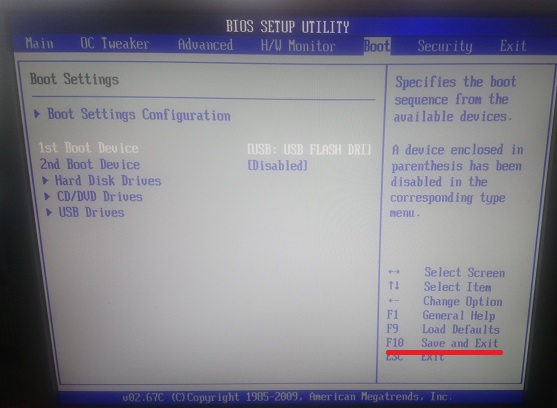 BIOS SETUP UTILITY
Main OC Tweaker Advanced H/W Monitor Boot Security Exit
Boot Settings
Boot Settings Configuration
1st Boot Device [USB: USB FLASH DRI]
2nd Boot Device [Disabled]
Hard Disk Drives
CD/DVD Drives
USB Drives
Specifies the boot
sequence from the
available devices.
A device enclosed in
parenthesis has been
disabled in the
corresponding type
menu.
↔ Select Screen
↑↓ Select Item
+- Change Option
F1 General Help
F9 Load Defaults
F10 Save and Exit
ESC Exit
v02.67C (C)Copyright 1985-2009, American Megatrends, Inc.